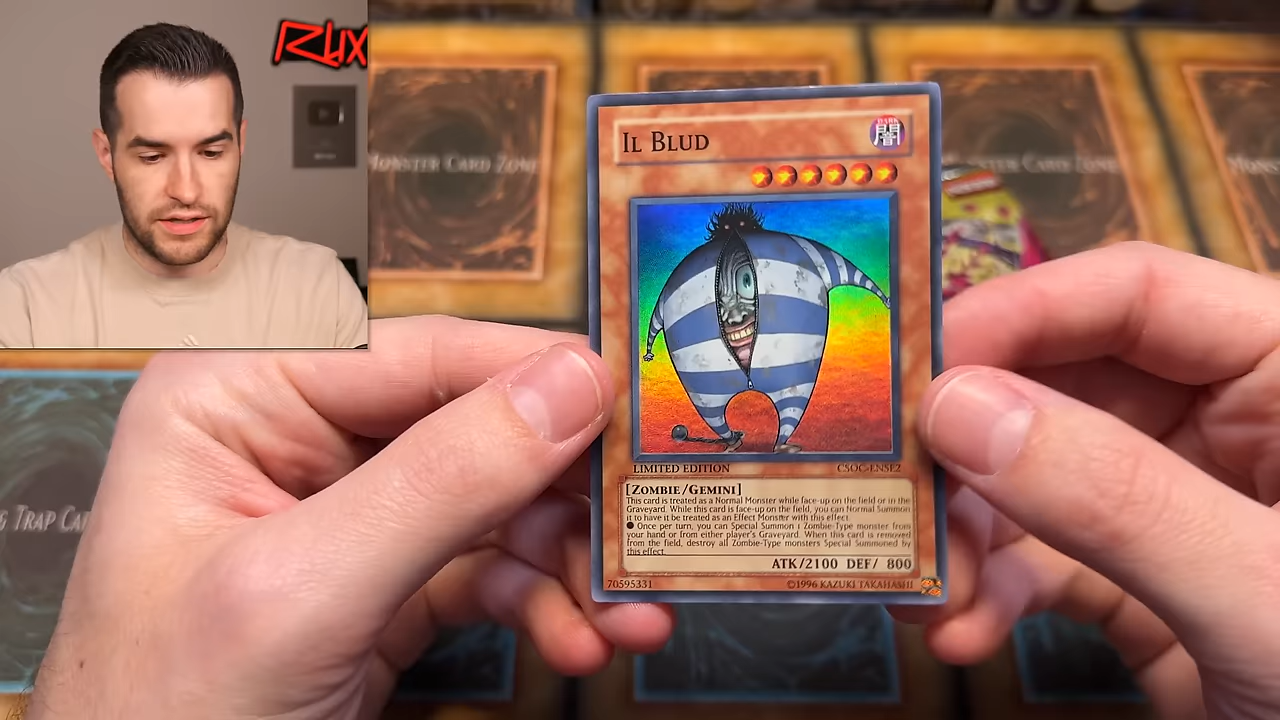 RHX
MONSTER CARD ZONE
IL BLUD
DARK
闇
LIMITED EDITION
CSOC-ENSE2
[ZOMBIE/GEMINI]
This card is treated as a Normal Monster while face-up on the field or in the
Graveyard. While this card is face-up on the field, you can Normal Summon
it to have it be treated as an Effect Monster with this effect.
● Once per turn, you can Special Summon 1 Zombie-Type monster from
your hand or from either player's Graveyard. When this card is removed
from the field, destroy all Zombie-Type monsters Special Summoned by
this effect.
ATK/2100 DEF/ 800
70595331
©1996 KAZUKI TAKAHASHI
TRAP CA